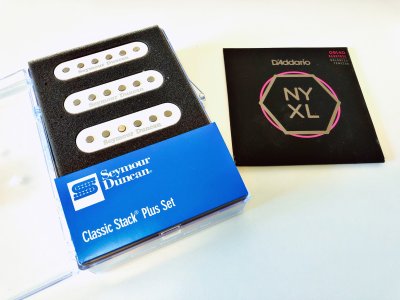 Seymour Duncan
Seymour Duncan
Seymour Duncan
Seymour
Duncan®
Classic Stack® Plus Set
D'Addario
NY
XL